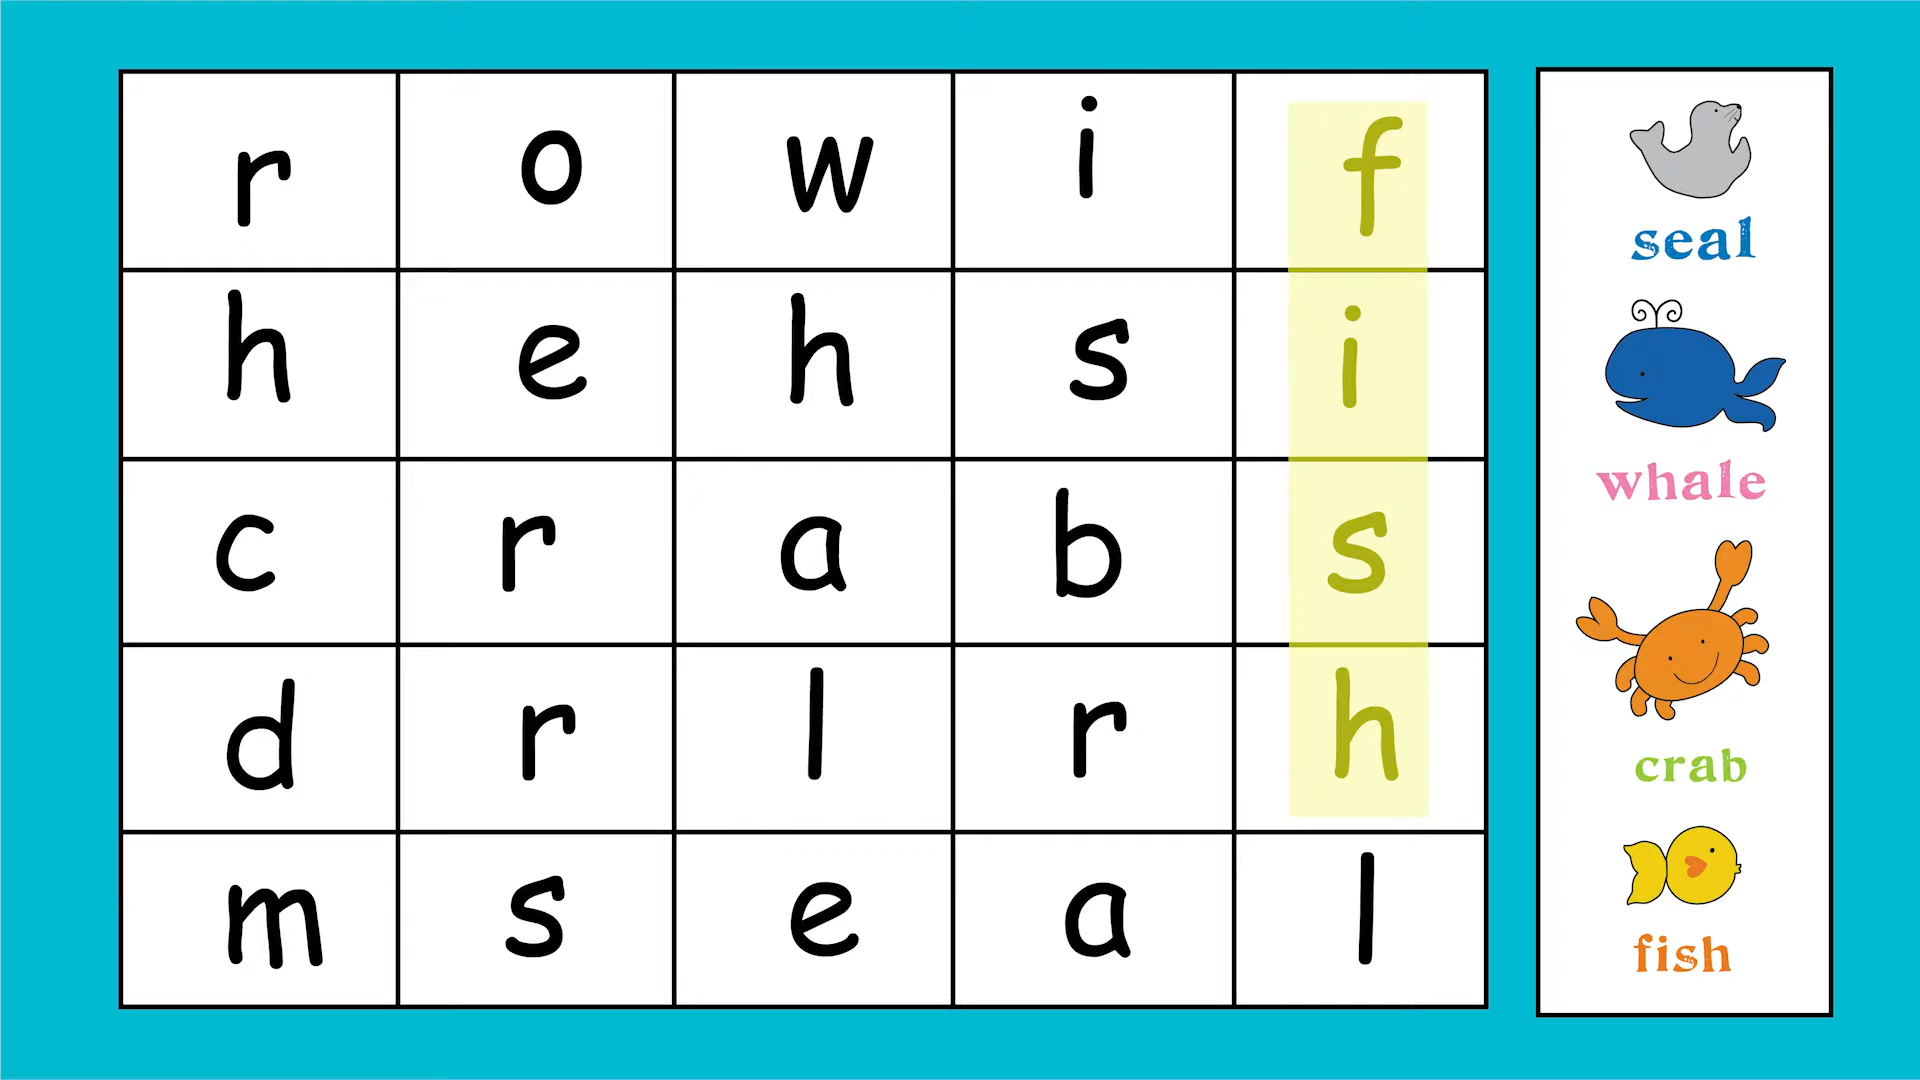 r o w i f
h e h s i
c r a b s
d r l r h
m s e a l
seal
whale
crab
fish